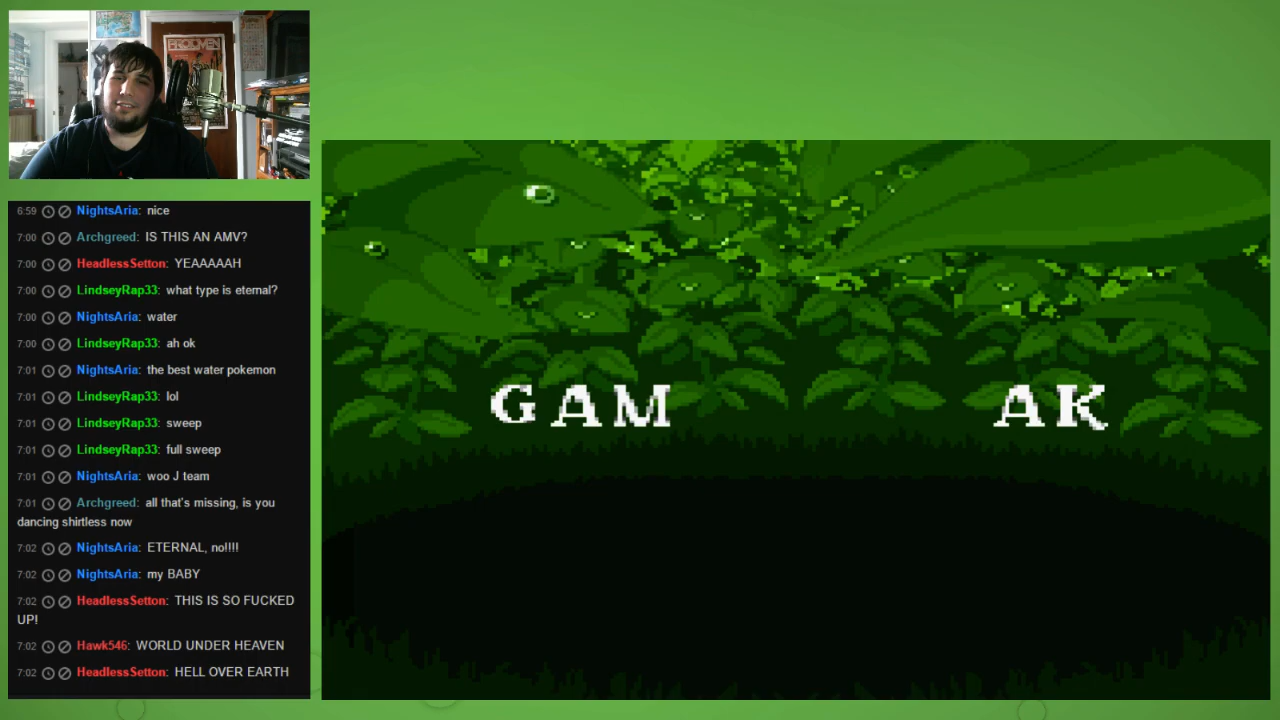 6:59 NightsAria: nice
7:00 Archgreed: IS THIS AN AMV?
7:00 HeadlessSetton: YEAAAAAH
7:00 LindseyRap33: what type is eternal?
7:00 NightsAria: water
7:00 LindseyRap33: ah ok
7:01 NightsAria: the best water pokemon
7:01 LindseyRap33: lol
7:01 LindseyRap33: sweep
7:01 LindseyRap33: full sweep
7:01 NightsAria: woo J team
7:01 Archgreed: all that's missing, is you
dancing shirtless now
7:02 NightsAria: ETERNAL, no!!!!
7:02 NightsAria: my BABY
7:02 HeadlessSetton: THIS IS SO FUCKED
UP!
7:02 Hawk546: WORLD UNDER HEAVEN
7:02 HeadlessSetton: HELL OVER EARTH
GAM AK